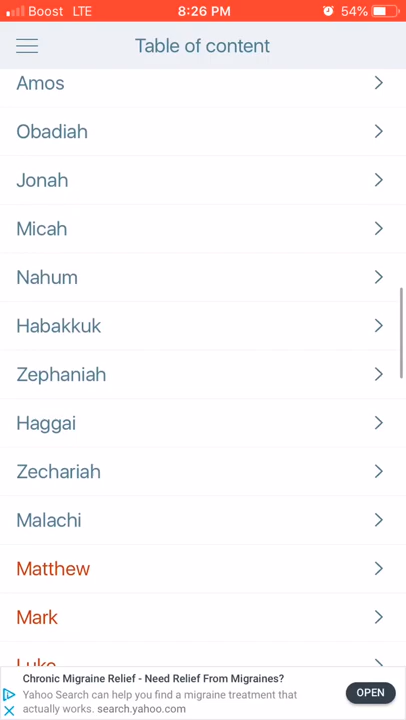 Boost LTE 8:26 PM 54%
Table of content
Amos
Obadiah
Jonah
Micah
Nahum
Habakkuk
Zephaniah
Haggai
Zechariah
Malachi
Matthew
Mark
Luke
Chronic Migraine Relief - Need Relief From Migraines?
Yahoo Search can help you find a migraine treatment that
actually works. search.yahoo.com
OPEN